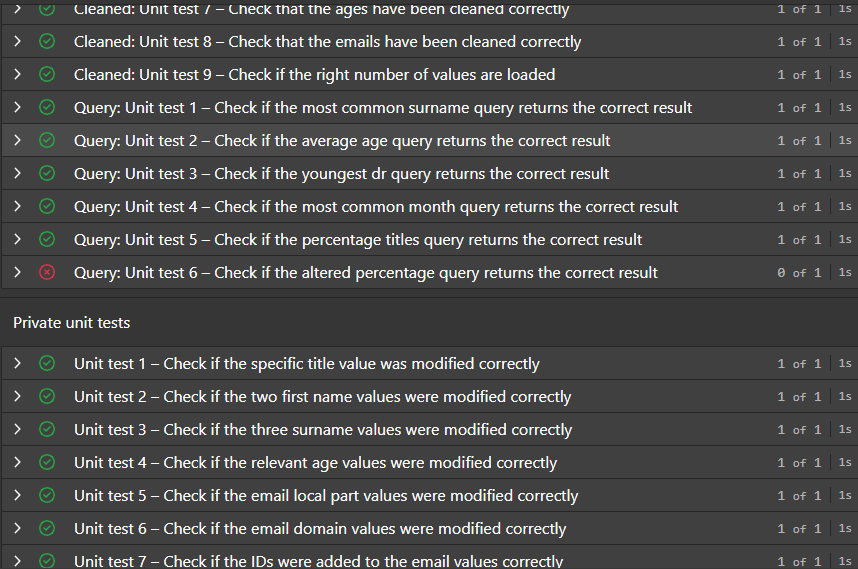 Cleaned: Unit test 7 – Check that the ages have been cleaned correctly 1 of 1 1s
Cleaned: Unit test 8 – Check that the emails have been cleaned correctly 1 of 1 1s
Cleaned: Unit test 9 – Check if the right number of values are loaded 1 of 1 1s
Query: Unit test 1 – Check if the most common surname query returns the correct result 1 of 1 1s
Query: Unit test 2 – Check if the average age query returns the correct result 1 of 1 1s
Query: Unit test 3 – Check if the youngest dr query returns the correct result 1 of 1 1s
Query: Unit test 4 – Check if the most common month query returns the correct result 1 of 1 1s
Query: Unit test 5 – Check if the percentage titles query returns the correct result 1 of 1 1s
Query: Unit test 6 – Check if the altered percentage query returns the correct result 0 of 1 1s
Private unit tests
Unit test 1 – Check if the specific title value was modified correctly 1 of 1 1s
Unit test 2 – Check if the two first name values were modified correctly 1 of 1 1s
Unit test 3 – Check if the three surname values were modified correctly 1 of 1 1s
Unit test 4 – Check if the relevant age values were modified correctly 1 of 1 1s
Unit test 5 – Check if the email local part values were modified correctly 1 of 1 1s
Unit test 6 – Check if the email domain values were modified correctly 1 of 1 1s
Unit test 7 – Check if the IDs were added to the email values correctly 1 of 1 1s